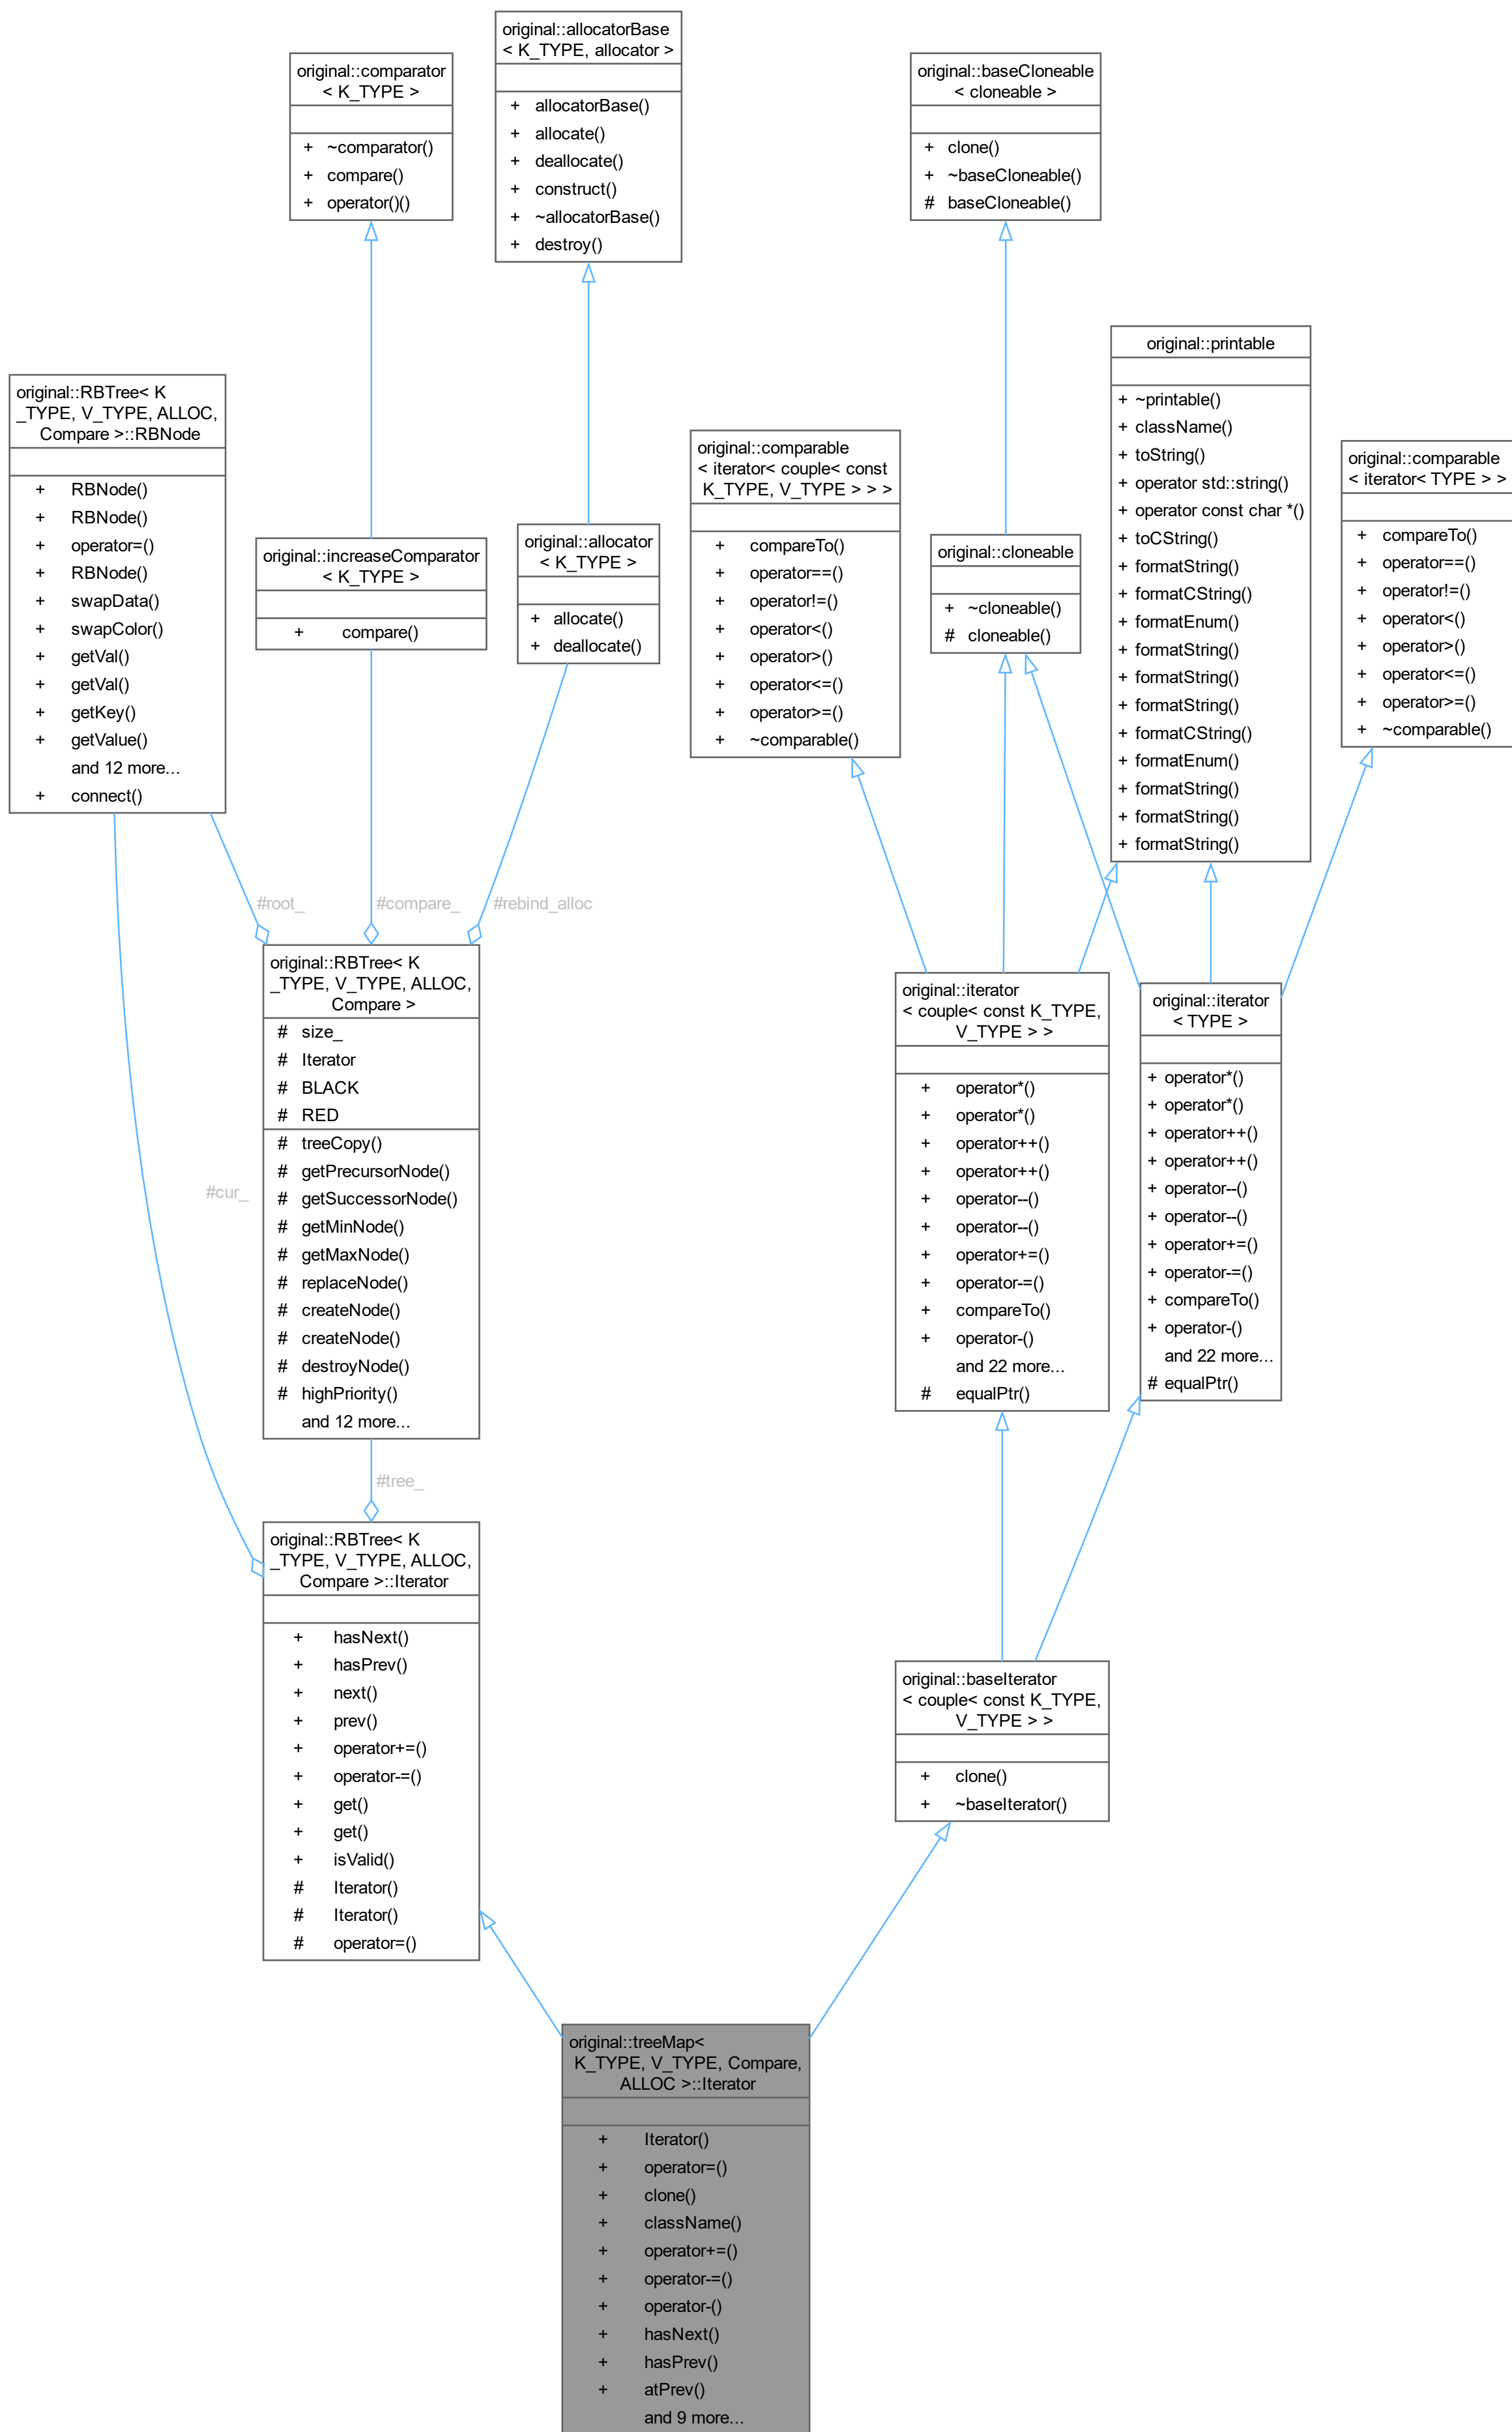 original::allocatorBase
< K_TYPE, allocator >
+ allocatorBase()
+ allocate()
+ deallocate()
+ construct()
+ ~allocatorBase()
+ destroy()
original::comparator
< K_TYPE >
+ ~comparator()
+ compare()
+ operator()()
original::baseCloneable
< cloneable >
+ clone()
+ ~baseCloneable()
# baseCloneable()
original::printable
+ ~printable()
+ className()
+ toString()
+ operator std::string()
+ operator const char *()
+ toCString()
+ formatString()
+ formatCString()
+ formatEnum()
+ formatString()
+ formatString()
+ formatString()
+ formatCString()
+ formatEnum()
+ formatString()
+ formatString()
+ formatString()
original::RBTree< K
_TYPE, V_TYPE, ALLOC,
Compare >::RBNode
+ RBNode()
+ RBNode()
+ operator=()
+ RBNode()
+ swapData()
+ swapColor()
+ getVal()
+ getVal()
+ getKey()
+ getValue()
and 12 more...
+ connect()
original::comparable
< iterator< couple< const
K_TYPE, V_TYPE > > >
+ compareTo()
+ operator==()
+ operator!=()
+ operator<()
+ operator>()
+ operator<=()
+ operator>=()
+ ~comparable()
original::comparable
< iterator< TYPE > >
+ compareTo()
+ operator==()
+ operator!=()
+ operator<()
+ operator>()
+ operator<=()
+ operator>=()
+ ~comparable()
original::increaseComparator
< K_TYPE >
+ compare()
original::allocator
< K_TYPE >
+ allocate()
+ deallocate()
original::cloneable
+ ~cloneable()
# cloneable()
#root_
#compare_
#rebind_alloc
original::RBTree< K
_TYPE, V_TYPE, ALLOC,
Compare >
# size_
# Iterator
# BLACK
# RED
# treeCopy()
# getPrecursorNode()
# getSuccessorNode()
# getMinNode()
# getMaxNode()
# replaceNode()
# createNode()
# createNode()
# destroyNode()
# highPriority()
and 12 more...
original::iterator
< couple< const K_TYPE,
V_TYPE > >
+ operator*()
+ operator*()
+ operator++()
+ operator++()
+ operator--()
+ operator--()
+ operator+=()
+ operator-=()
+ compareTo()
+ operator-()
and 22 more...
# equalPtr()
original::iterator
< TYPE >
+ operator*()
+ operator*()
+ operator++()
+ operator++()
+ operator--()
+ operator--()
+ operator+=()
+ operator-=()
+ compareTo()
+ operator-()
and 22 more...
# equalPtr()
#cur_
#tree_
original::RBTree< K
_TYPE, V_TYPE, ALLOC,
Compare >::Iterator
+ hasNext()
+ hasPrev()
+ next()
+ prev()
+ operator+=()
+ operator-=()
+ get()
+ get()
+ isValid()
# Iterator()
# Iterator()
# operator=()
original::baseIterator
< couple< const K_TYPE,
V_TYPE > >
+ clone()
+ ~baseIterator()
original::treeMap<
K_TYPE, V_TYPE, Compare,
ALLOC >::Iterator
+ Iterator()
+ operator=()
+ clone()
+ className()
+ operator+=()
+ operator-=()
+ operator-()
+ hasNext()
+ hasPrev()
+ atPrev()
and 9 more...